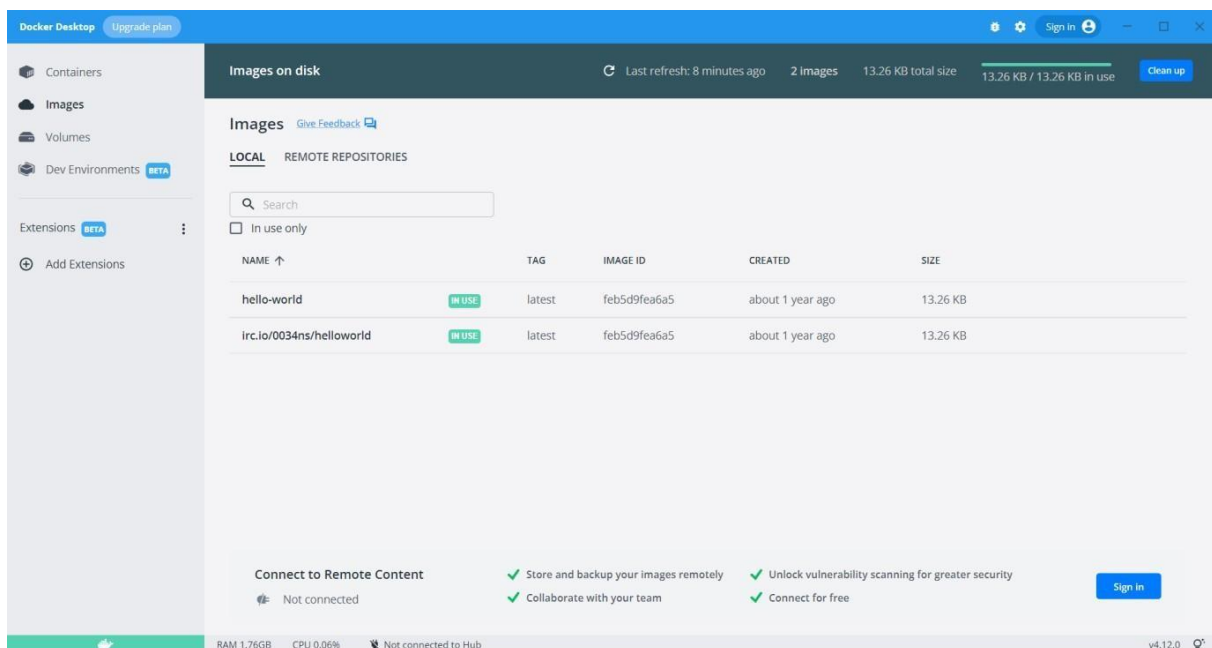 Docker Desktop Upgrade plan Sign in
Containers
Images
Volumes
Dev Environments BETA
Extensions BETA
Add Extensions
Images on disk Last refresh: 8 minutes ago 2 images 13.26 KB total size 13.26 KB / 13.26 KB in use Clean up
Images Give Feedback
LOCAL REMOTE REPOSITORIES
Search
In use only
NAME TAG IMAGE ID CREATED SIZE
hello-world IN USE latest feb5d9fea6a5 about 1 year ago 13.26 KB
irc.io/0034ns/helloworld IN USE latest feb5d9fea6a5 about 1 year ago 13.26 KB
Connect to Remote Content
Not connected
Store and backup your images remotely
Collaborate with your team
Unlock vulnerability scanning for greater security
Connect for free
Sign in
RAM 1.76GB CPU 0.06% Not connected to Hub v4.12.0